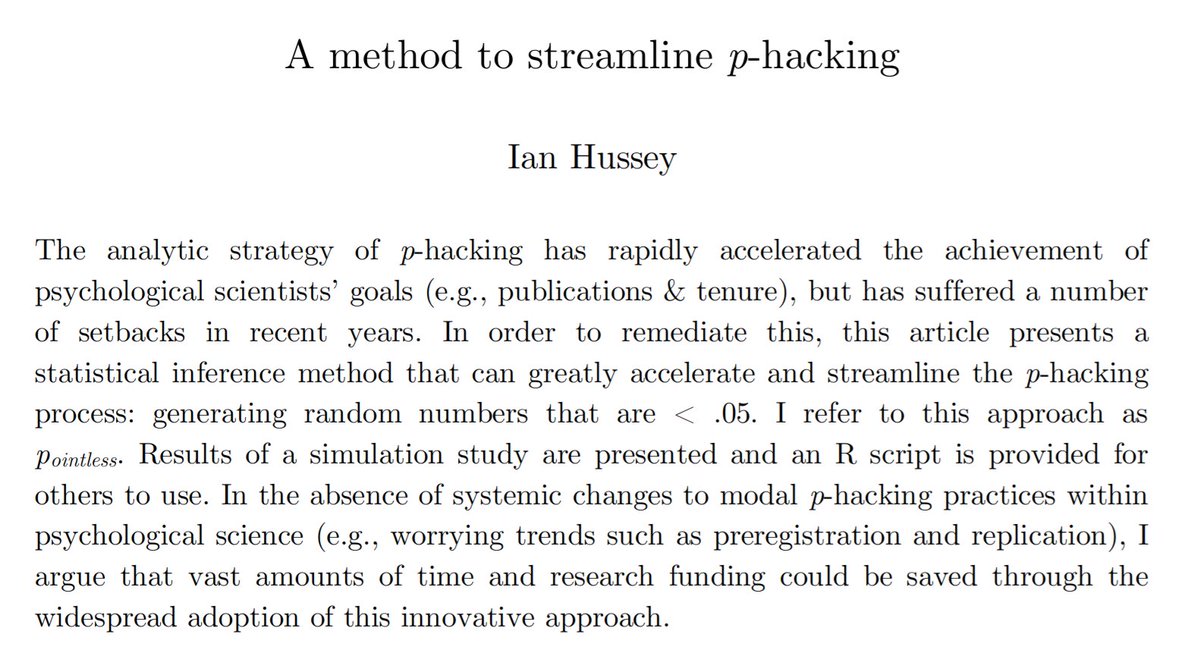 A method to streamline p-hacking
Ian Hussey
The analytic strategy of p-hacking has rapidly accelerated the achievement of
psychological scientists' goals (e.g., publications & tenure), but has suffered a number
of setbacks in recent years. In order to remediate this, this article presents a
statistical inference method that can greatly accelerate and streamline the p-hacking
process: generating random numbers that are < .05. I refer to this approach as
pointless. Results of a simulation study are presented and an R script is provided for
others to use. In the absence of systemic changes to modal p-hacking practices within
psychological science (e.g., worrying trends such as preregistration and replication), I
argue that vast amounts of time and research funding could be saved through the
widespread adoption of this innovative approach.